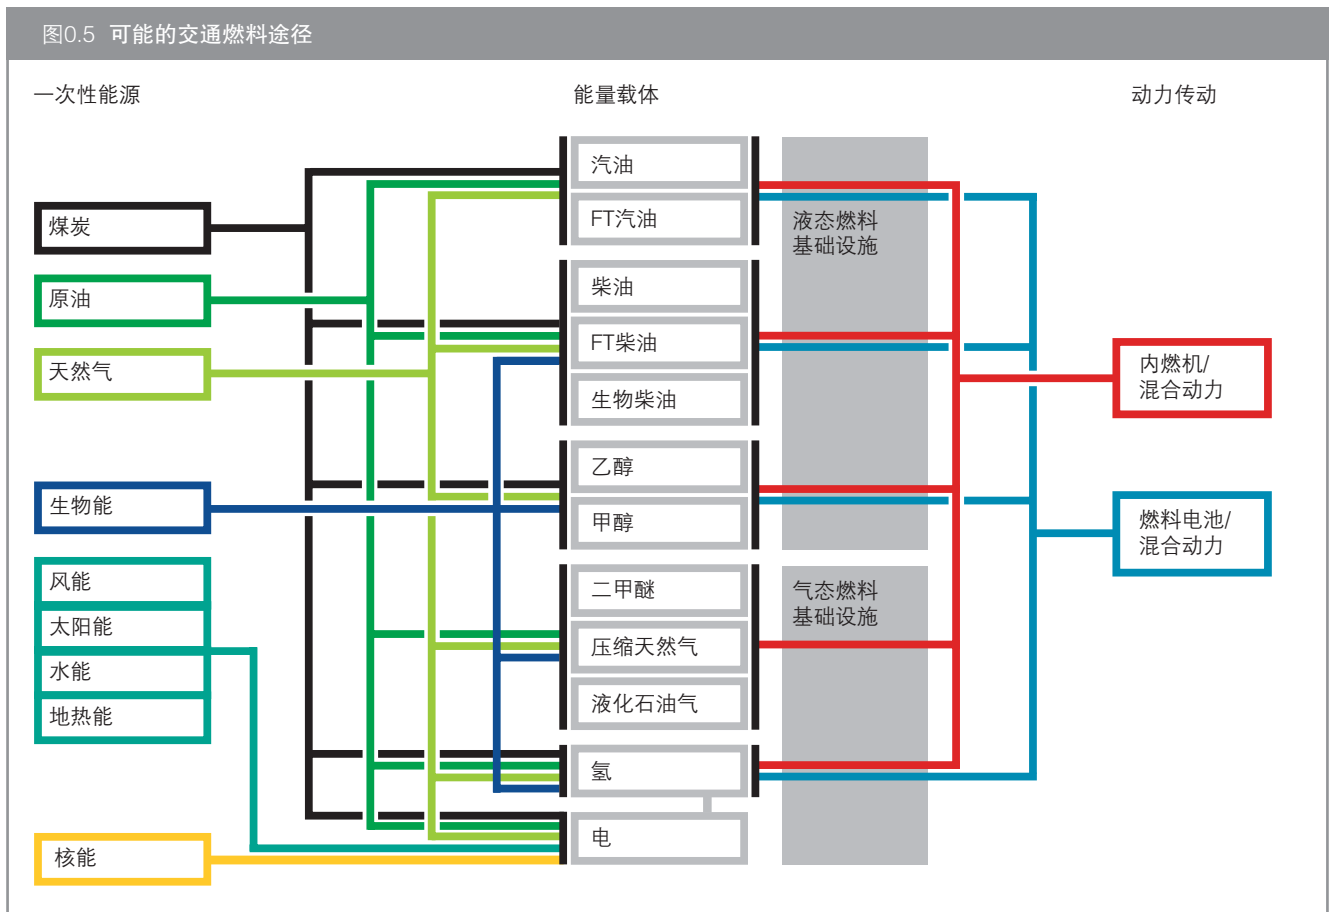 图0.5 可能的交通燃料途径
一次性能源
能量载体
动力传动
煤炭
原油
天然气
生物能
风能
太阳能
水能
地热能
核能
汽油
FT汽油
柴油
FT柴油
生物柴油
乙醇
甲醇
二甲醚
压缩天然气
液化石油气
氢
电
液态燃料
基础设施
气态燃料
基础设施
内燃机/
混合动力
燃料电池/
混合动力